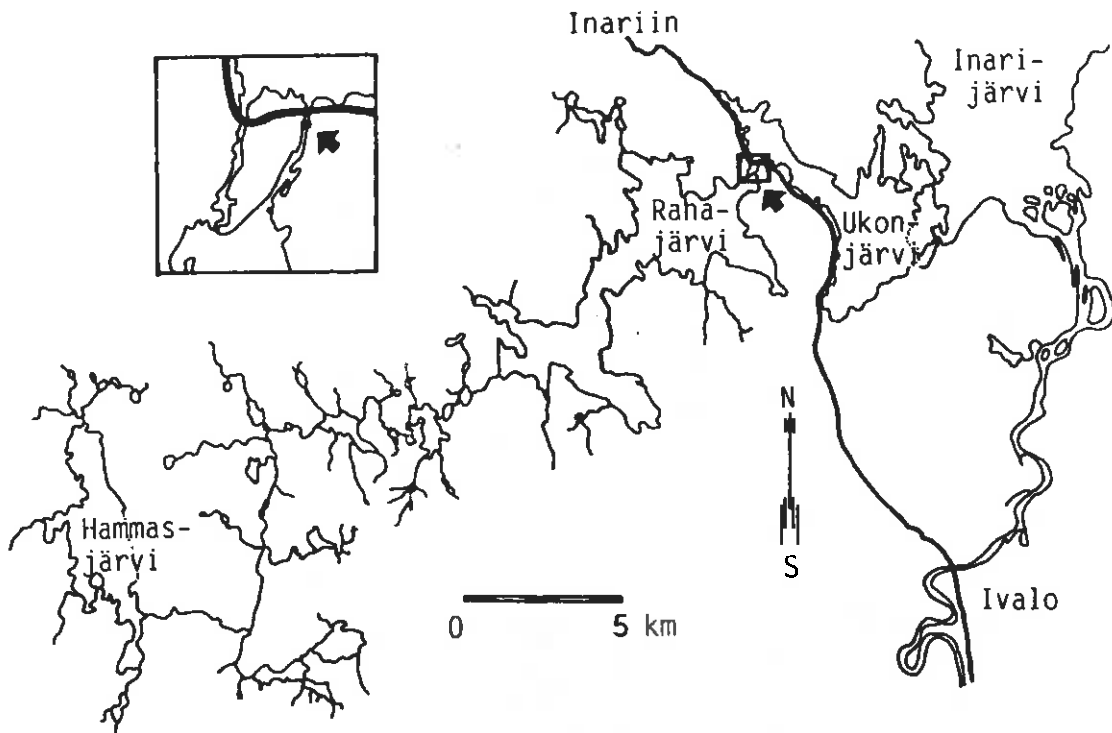 Inariin
Inari-
järvi
Raha-
järvi
Ukon-
järvi
N
S
Hammas-
järvi
0 5 km
Ivalo